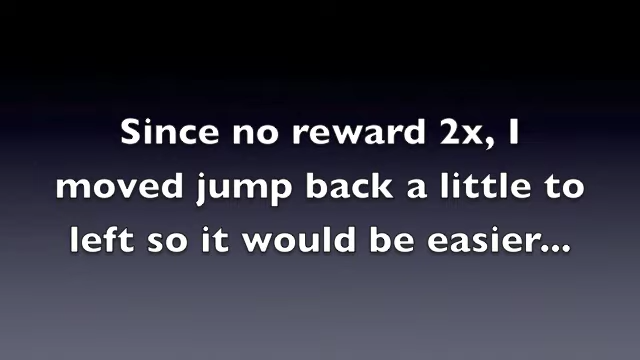 Since no reward 2x, I
moved jump back a little to
left so it would be easier...